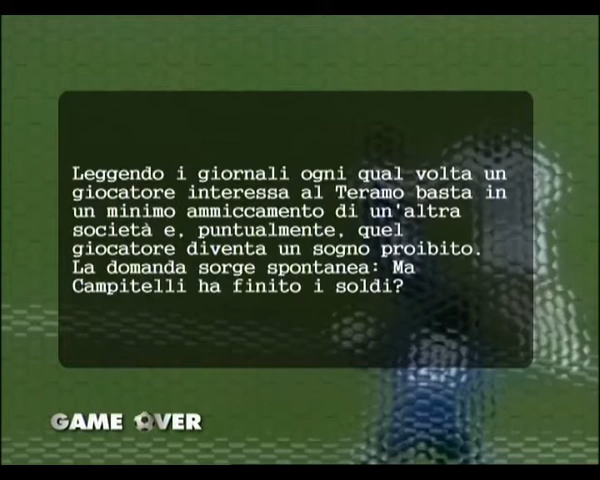 Leggendo i giornali ogni qual volta un
giocatore interessa al Teramo basta in
un minimo ammiccamento di un'altra
società e, puntualmente, quel
giocatore diventa un sogno proibito.
La domanda sorge spontanea: Ma
Campitelli ha finito i soldi?
GAME OVER